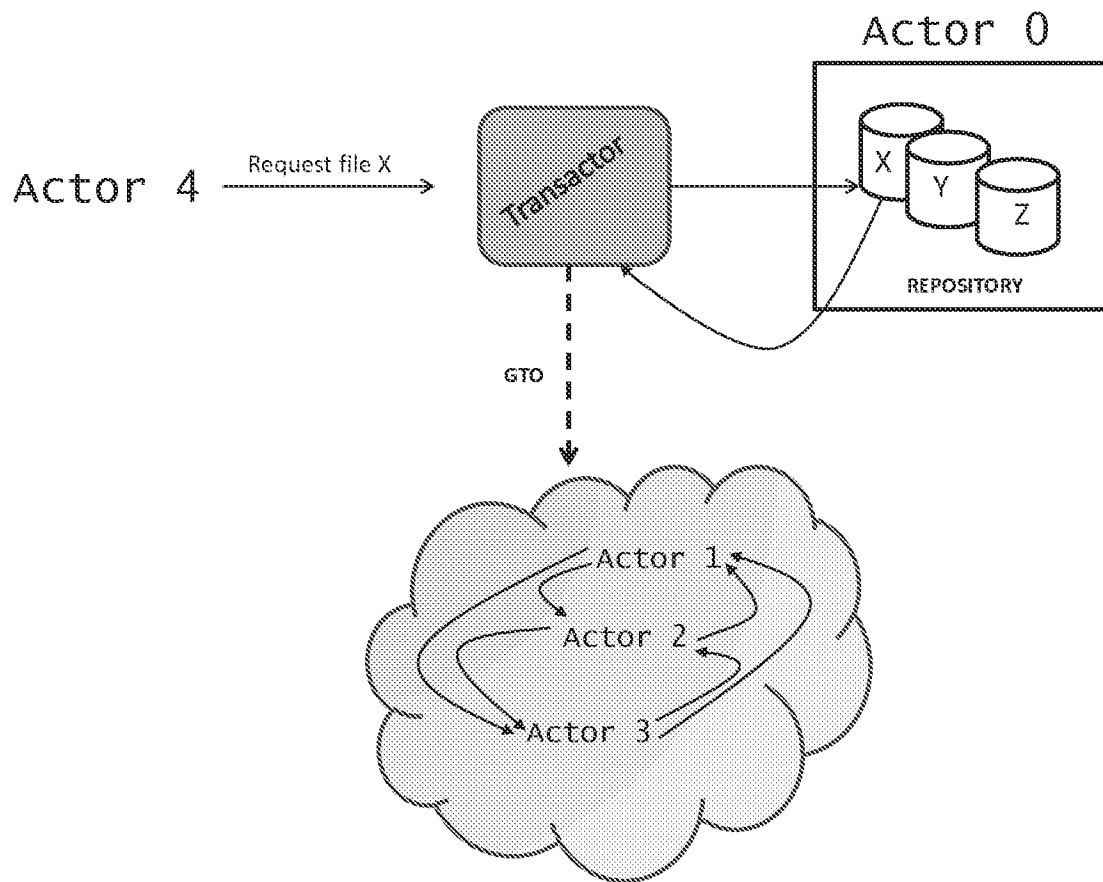 Actor 0
Actor 4
Request file X
Transactor
X
Y
Z
REPOSITORY
GTO
Actor 1
Actor 2
Actor 3